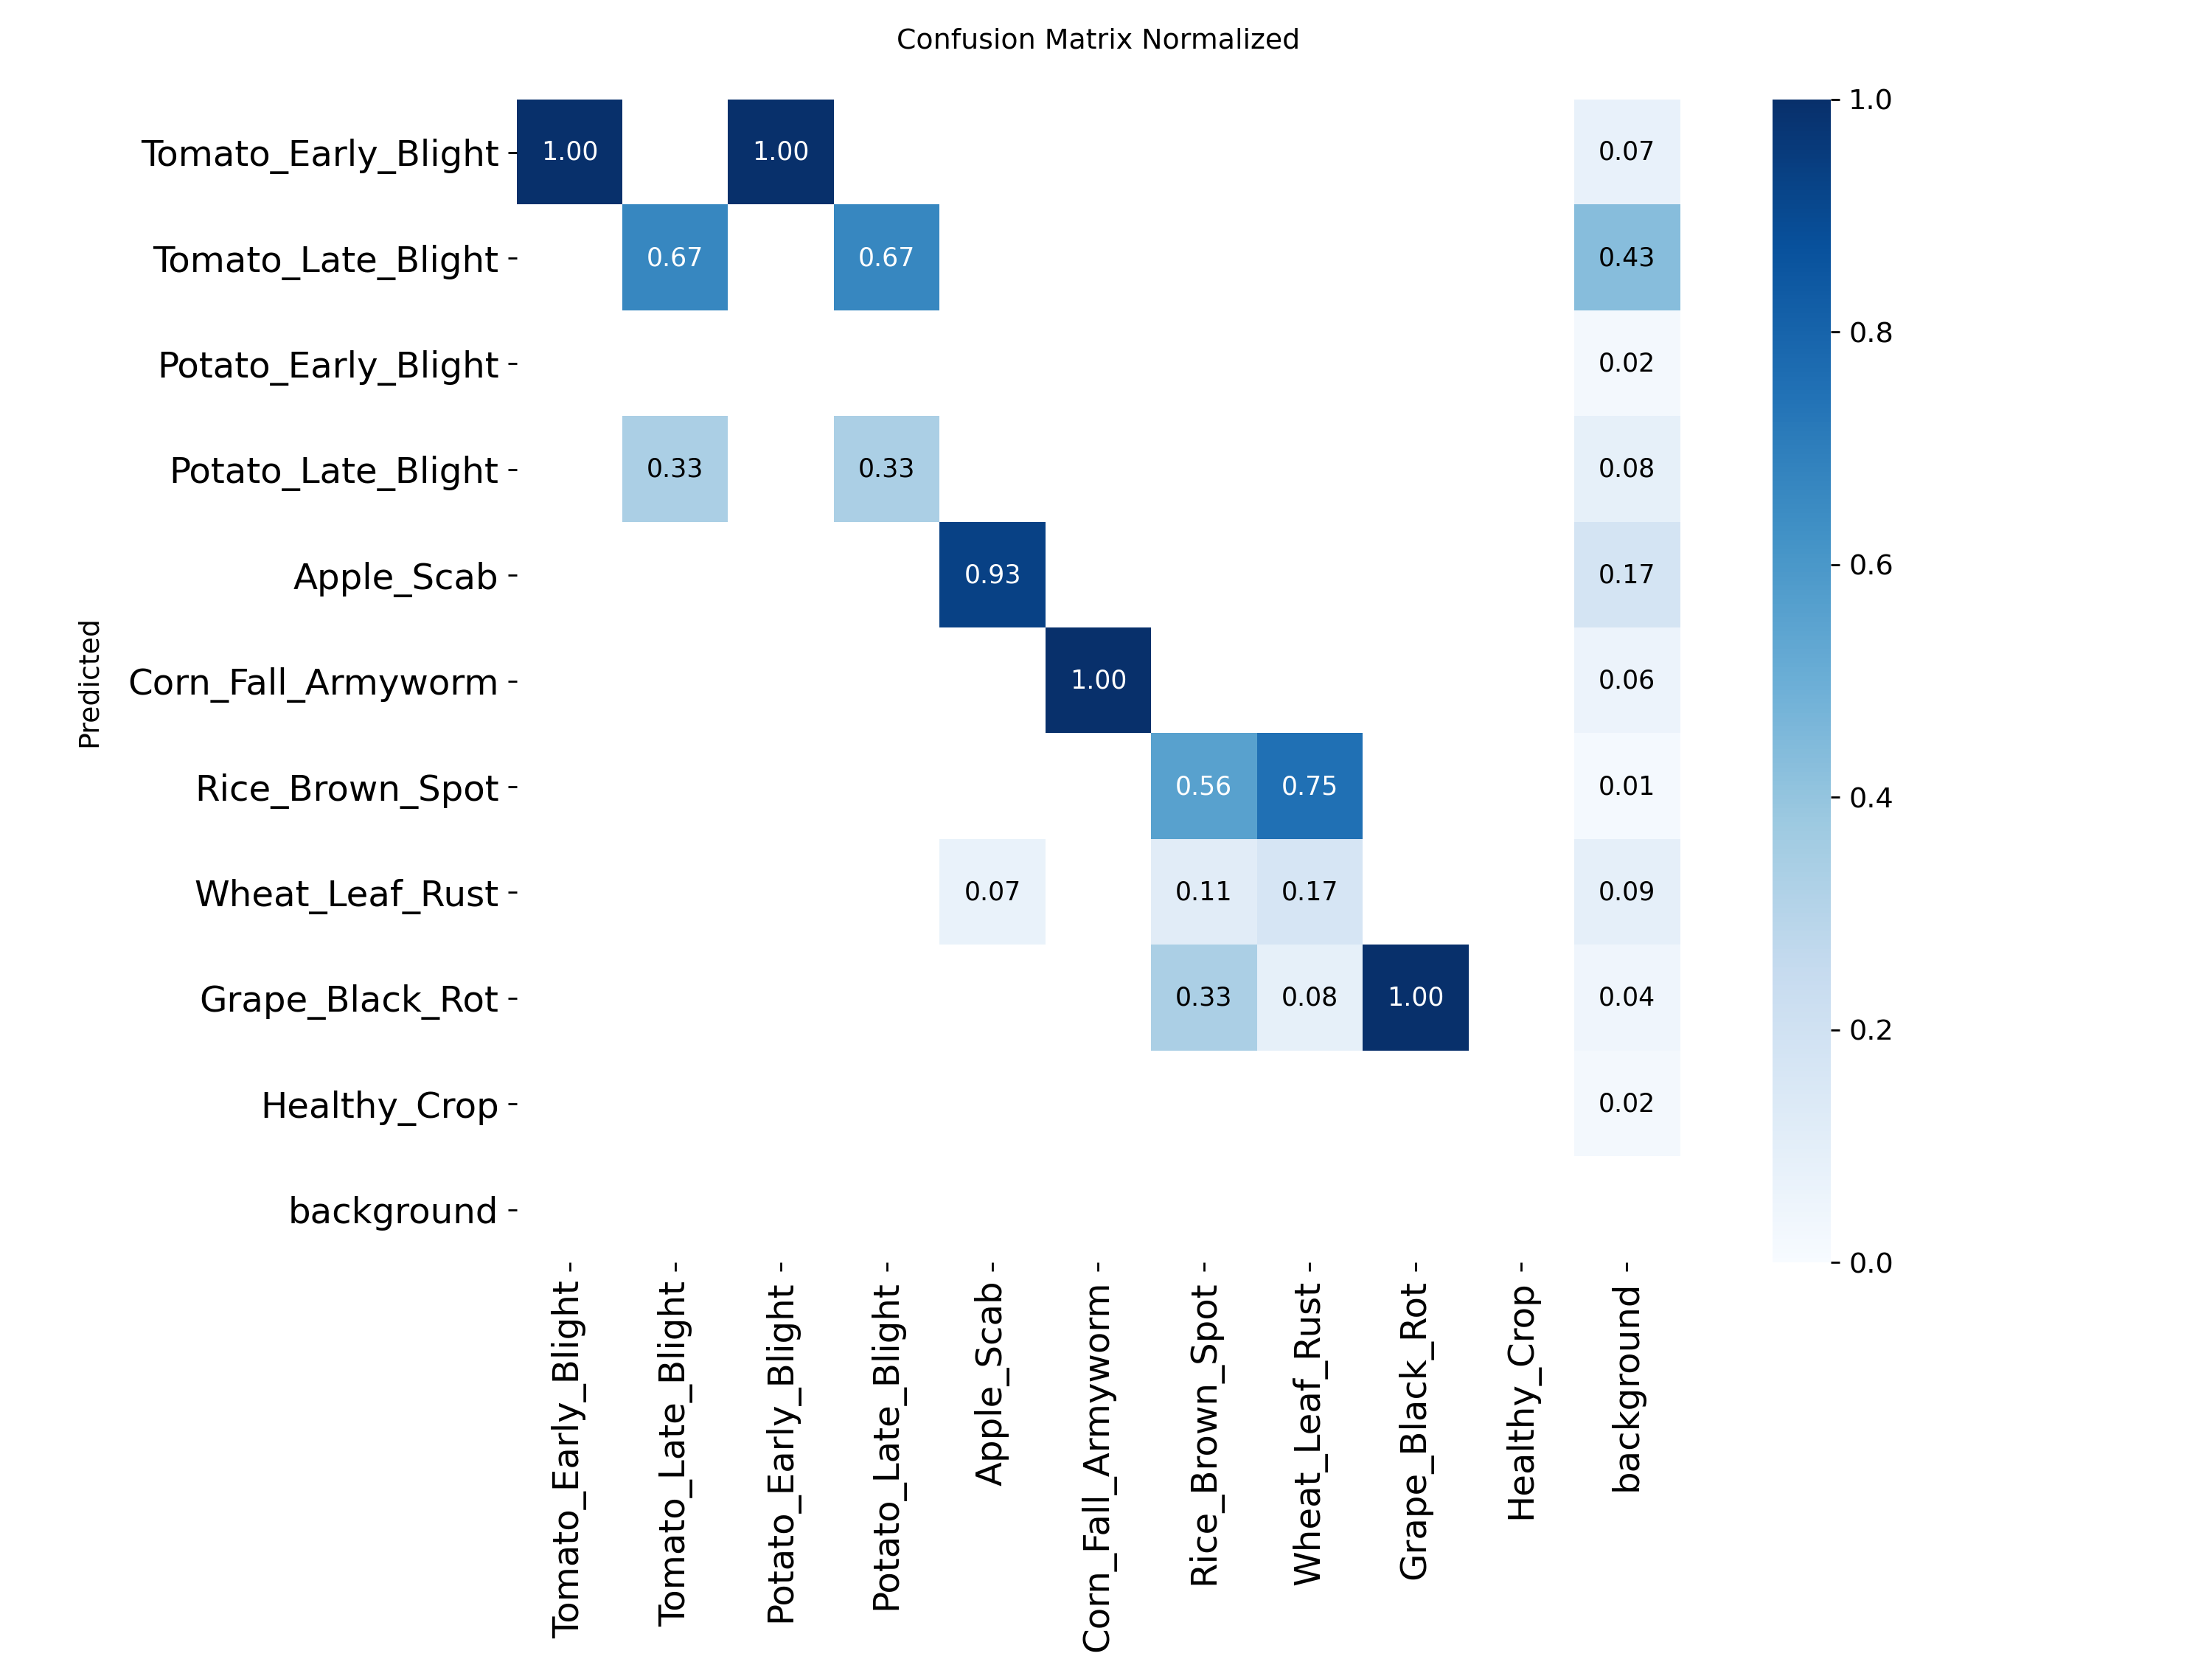 Confusion Matrix Normalized
Tomato_Early_Blight 1.00 1.00 0.07
Tomato_Late_Blight 0.67 0.67 0.43
Potato_Early_Blight 0.02
Potato_Late_Blight 0.33 0.33 0.08
Apple_Scab 0.93 0.17
Corn_Fall_Armyworm 1.00 0.06
Rice_Brown_Spot 0.56 0.75 0.01
Wheat_Leaf_Rust 0.07 0.11 0.17 0.09
Grape_Black_Rot 0.33 0.08 1.00 0.04
Healthy_Crop 0.02
background
Predicted
Tomato_Early_Blight
Tomato_Late_Blight
Potato_Early_Blight
Potato_Late_Blight
Apple_Scab
Corn_Fall_Armyworm
Rice_Brown_Spot
Wheat_Leaf_Rust
Grape_Black_Rot
Healthy_Crop
background
1.0
0.8
0.6
0.4
0.2
0.0